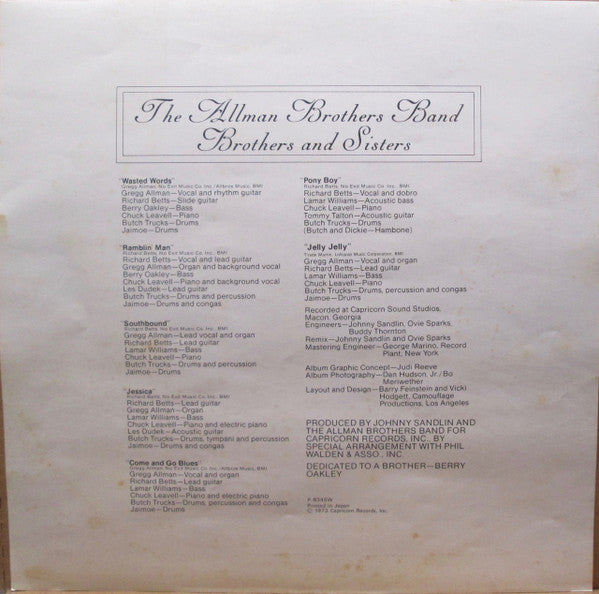 The Allman Brothers Band
Brothers and Sisters
"Wasted Words"
Gregg Allman, No Exit Music Co. Inc./Allbrox Music, BMI
Gregg Allman—Vocal and rhythm guitar
Richard Betts—Slide guitar
Berry Oakley—Bass
Chuck Leavell—Piano
Butch Trucks—Drums
Jaimoe—Drums
"Ramblin' Man"
Richard Betts, No Exit Music Co. Inc., BMI
Richard Betts—Vocal and lead guitar
Gregg Allman—Organ and background vocal
Berry Oakley—Bass
Chuck Leavell—Piano and background vocal
Les Dudek—Lead guitar
Butch Trucks—Drums and percussion
Jaimoe—Drums and congas
"Southbound"
Richard Betts, No Exit Music Co. Inc., BMI
Gregg Allman—Lead vocal and organ
Richard Betts—Lead guitar
Lamar Williams—Bass
Chuck Leavell—Piano
Butch Trucks—Drums and percussion
Jaimoe—Drums
"Jessica"
Richard Betts, No Exit Music Co. Inc., BMI
Richard Betts—Lead guitar
Gregg Allman—Organ
Lamar Williams—Bass
Chuck Leavell—Piano and electric piano
Les Dudek—Acoustic guitar
Butch Trucks—Drums, tympani and percussion
Jaimoe—Drums and congas
"Come and Go Blues"
Gregg Allman, No Exit Music Co. Inc./Allbrox Music, BMI
Gregg Allman—Vocal and organ
Richard Betts—Lead guitar
Lamar Williams—Bass
Chuck Leavell—Piano and electric piano
Butch Trucks—Drums, percussion and congas
Jaimoe—Drums
"Pony Boy"
Richard Betts, No Exit Music Co. Inc., BMI
Richard Betts—Vocal and dobro
Lamar Williams—Acoustic bass
Chuck Leavell—Piano
Tommy Talton—Acoustic guitar
Butch Trucks—Drums
(Butch and Dickie—Hambone)
"Jelly Jelly"
Trade Martin, Unival Music Corporation, BMI
Gregg Allman—Vocal and organ
Richard Betts—Lead guitar
Lamar Williams—Bass
Chuck Leavell—Piano
Butch Trucks—Drums, percussion and congas
Jaimoe—Drums
Recorded at Capricorn Sound Studios,
Macon, Georgia
Engineers—Johnny Sandlin, Ovie Sparks,
Buddy Thornton
Remix—Johnny Sandlin and Ovie Sparks
Mastering Engineer—George Marino, Record
Plant, New York
Album Graphic Concept—Judi Reeve
Album Photography—Dan Hudson, Jr./Bo
Meriwether
Layout and Design—Barry Feinstein and Vicki
Hodgett, Camouflage
Productions, Los Angeles
PRODUCED BY JOHNNY SANDLIN AND
THE ALLMAN BROTHERS BAND FOR
CAPRICORN RECORDS, INC., BY
SPECIAL ARRANGEMENT WITH PHIL
WALDEN & ASSO., INC.
DEDICATED TO A BROTHER—BERRY
OAKLEY
P-8345W
Printed in Japan
© 1973 Capricorn Records, Inc.